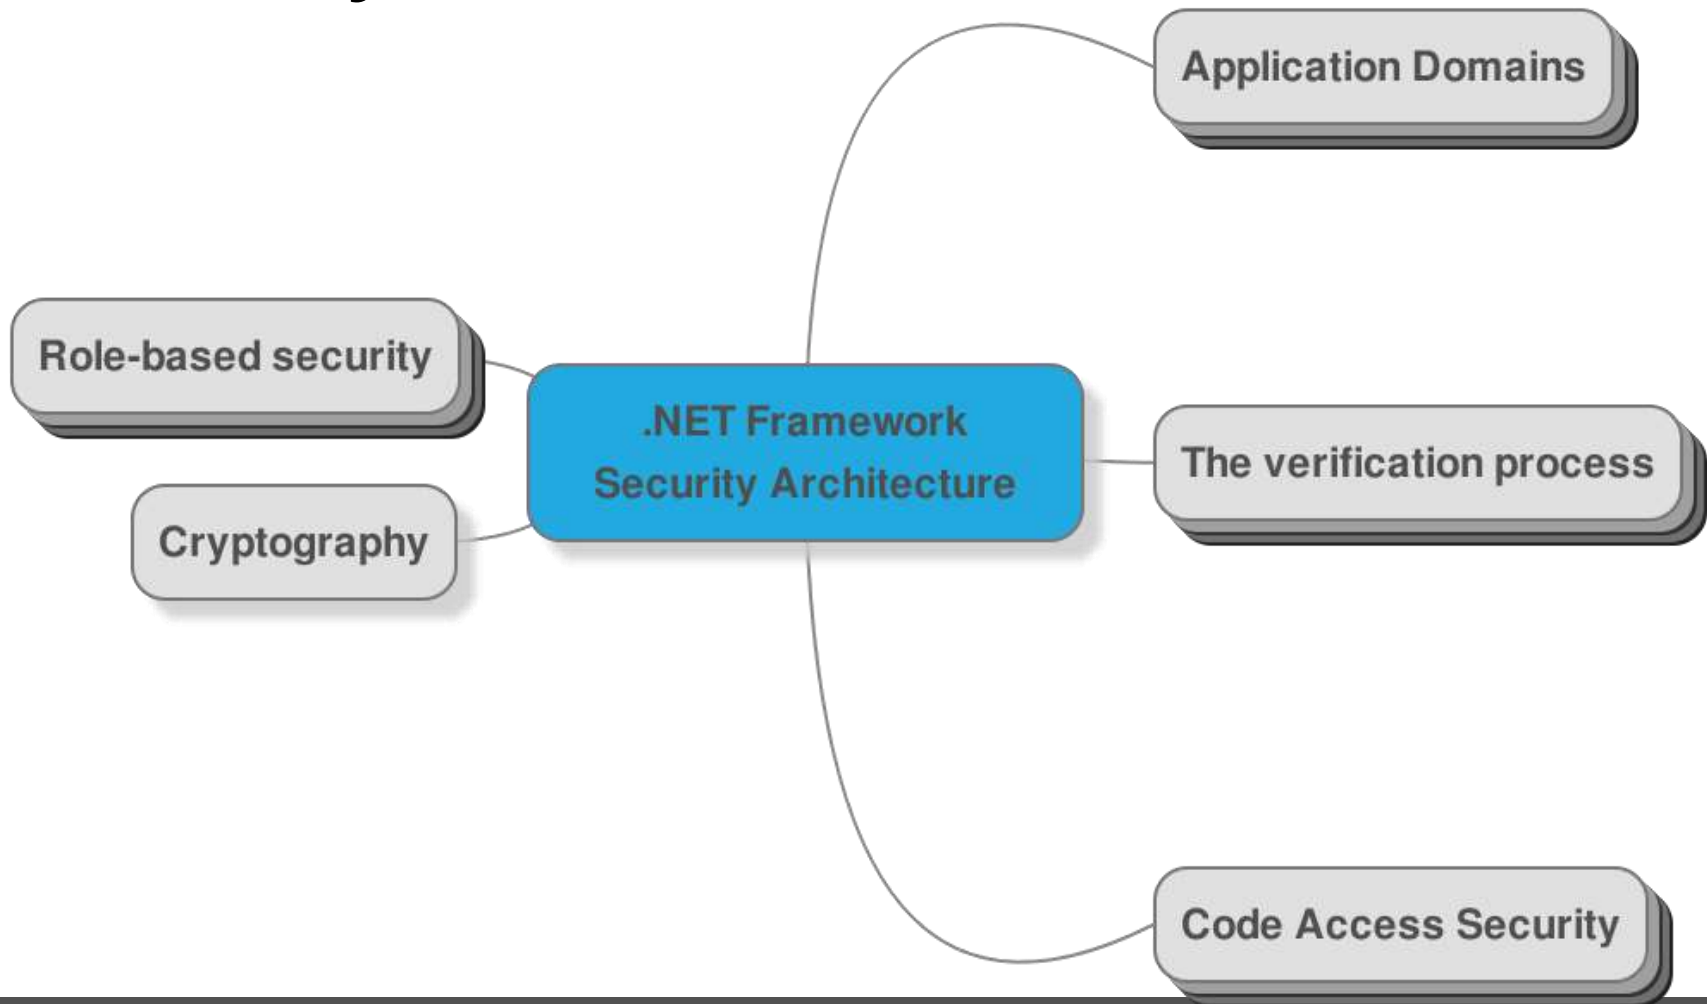 Application Domains
Role-based security
.NET Framework
Security Architecture
The verification process
Cryptography
Code Access Security